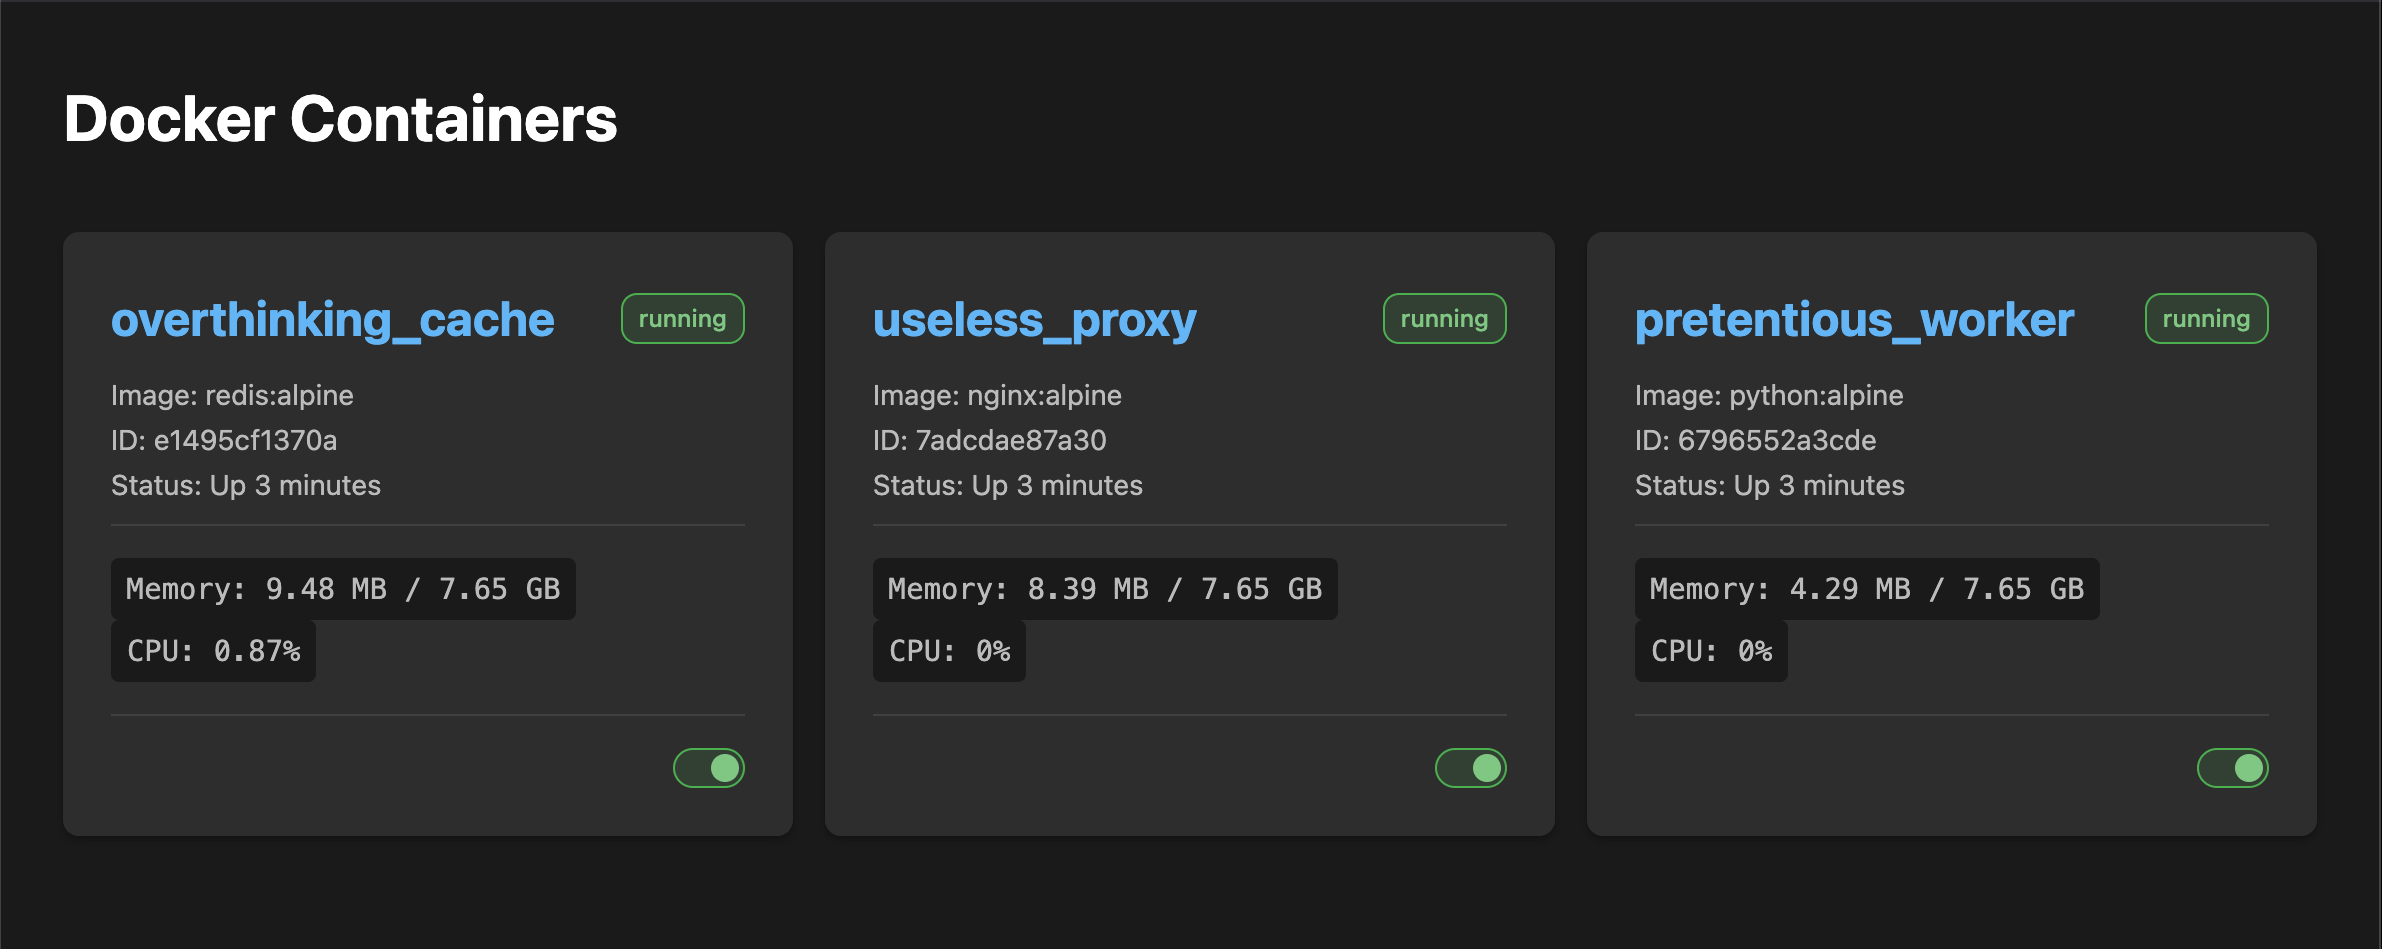 Docker Containers
overthinking_cache
running
Image: redis:alpine
ID: e1495cf1370a
Status: Up 3 minutes
Memory: 9.48 MB / 7.65 GB
CPU: 0.87%
useless_proxy
running
Image: nginx:alpine
ID: 7adcdae87a30
Status: Up 3 minutes
Memory: 8.39 MB / 7.65 GB
CPU: 0%
pretentious_worker
running
Image: python:alpine
ID: 6796552a3cde
Status: Up 3 minutes
Memory: 4.29 MB / 7.65 GB
CPU: 0%